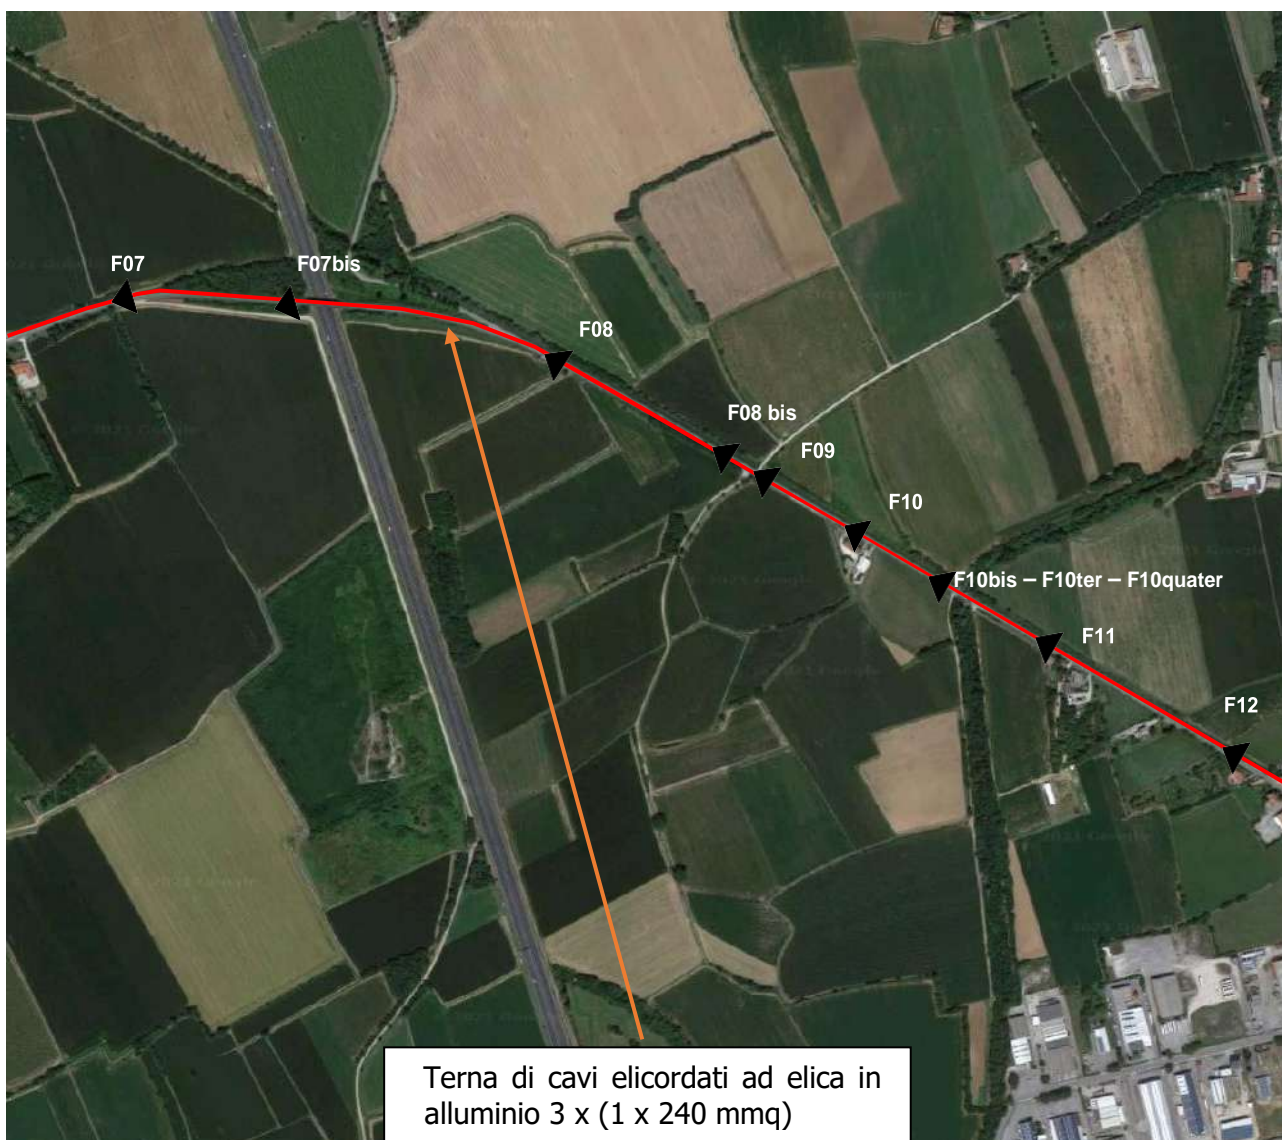 F07
F07bis
F08
F08 bis
F09
F10
F10bis – F10ter – F10quater
F11
F12
Terna di cavi elicordati ad elica in
alluminio 3 x (1 x 240 mmq)